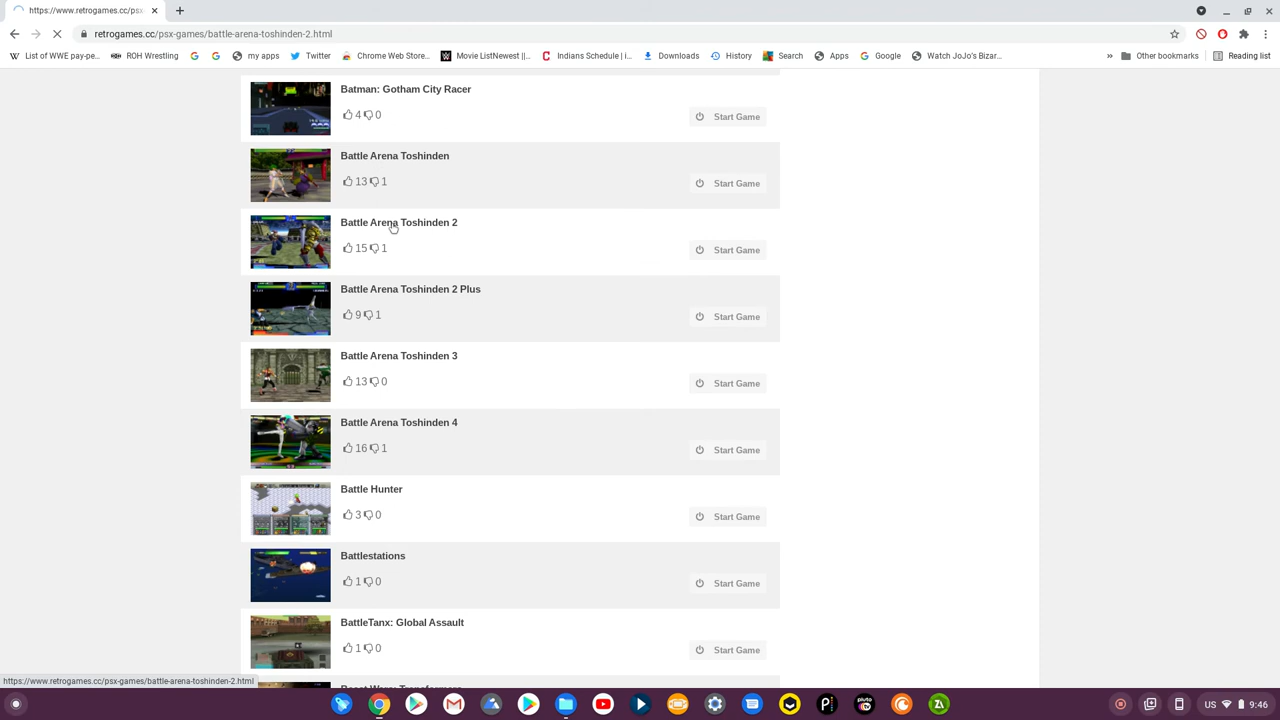 https://www.retrogames.cc/psx
retrogames.cc/psx-games/battle-arena-toshinden-2.html
List of WWE pay-pe...
ROH Wrestling
my apps
Twitter
Chrome Web Store...
Movie ListNewest ||...
Indians Schedule | i...
Downloads
History
Search
Apps
Google
Watch JoJo's Bizar...
»
Other bookmarks
Reading list
Batman: Gotham City Racer
4 0
Start Game
Battle Arena Toshinden
13 1
Start Game
Battle Arena Toshinden 2
15 1
Start Game
Battle Arena Toshinden 2 Plus
9 1
Start Game
Battle Arena Toshinden 3
13 0
Start Game
Battle Arena Toshinden 4
16 1
Start Game
Battle Hunter
3 0
Start Game
Battlestations
1 0
Start Game
BattleTanx: Global Assault
1 0
Start Game
https://www.retrogames.cc/psx-games/battle-arena-toshinden-2.html
pluto tv
US
9:46